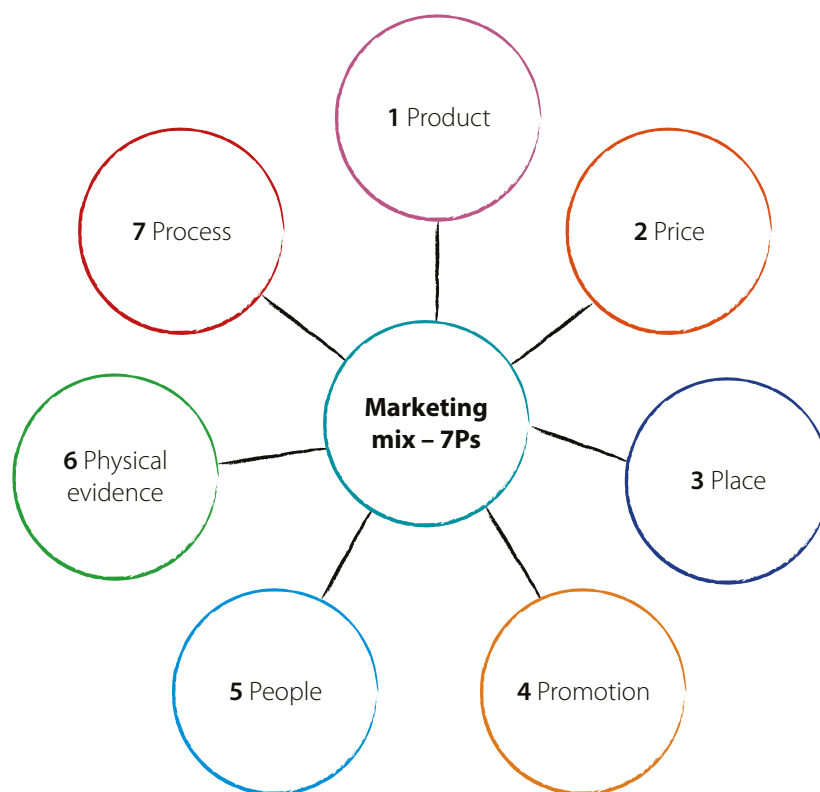 1 Product
2 Price
3 Place
4 Promotion
5 People
6 Physical
evidence
7 Process
Marketing
mix – 7Ps